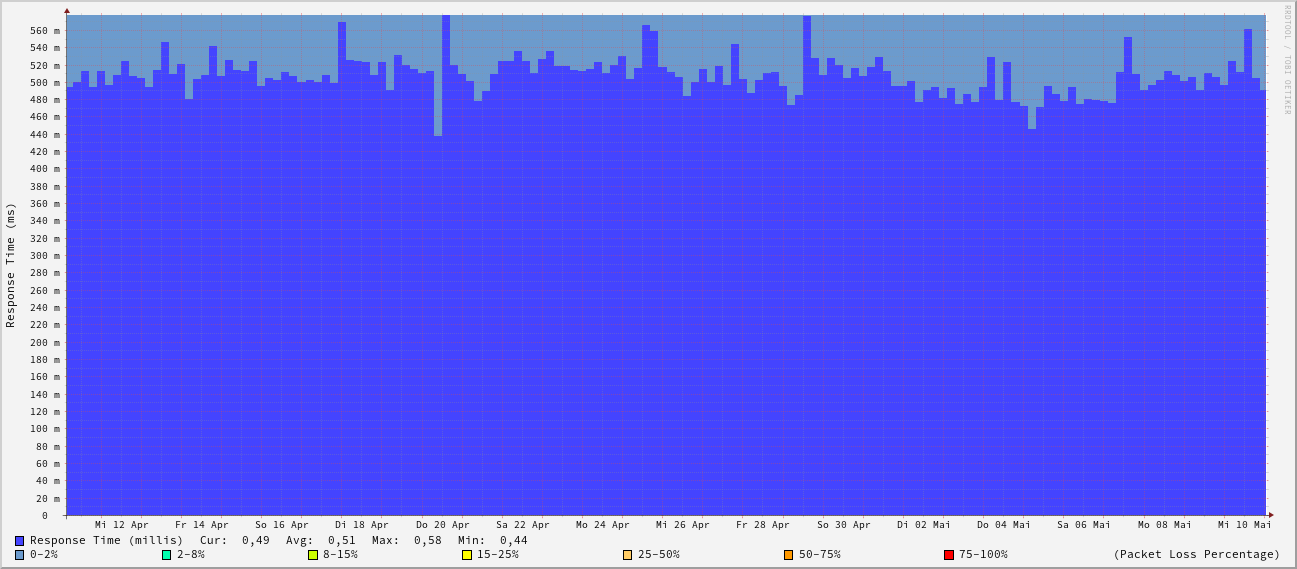 RRDTOOL / TOBI OETIKER
Response Time (ms)
560 m
540 m
520 m
500 m
480 m
460 m
440 m
420 m
400 m
380 m
360 m
340 m
320 m
300 m
280 m
260 m
240 m
220 m
200 m
180 m
160 m
140 m
120 m
100 m
80 m
60 m
40 m
20 m
0
Mi 12 Apr Fr 14 Apr So 16 Apr Di 18 Apr Do 20 Apr Sa 22 Apr Mo 24 Apr Mi 26 Apr Fr 28 Apr So 30 Apr Di 02 Mai Do 04 Mai Sa 06 Mai Mo 08 Mai Mi 10 Mai
Response Time (millis) Cur: 0,49 Avg: 0,51 Max: 0,58 Min: 0,44
0-2% 2-8% 8-15% 15-25% 25-50% 50-75% 75-100% (Packet Loss Percentage)